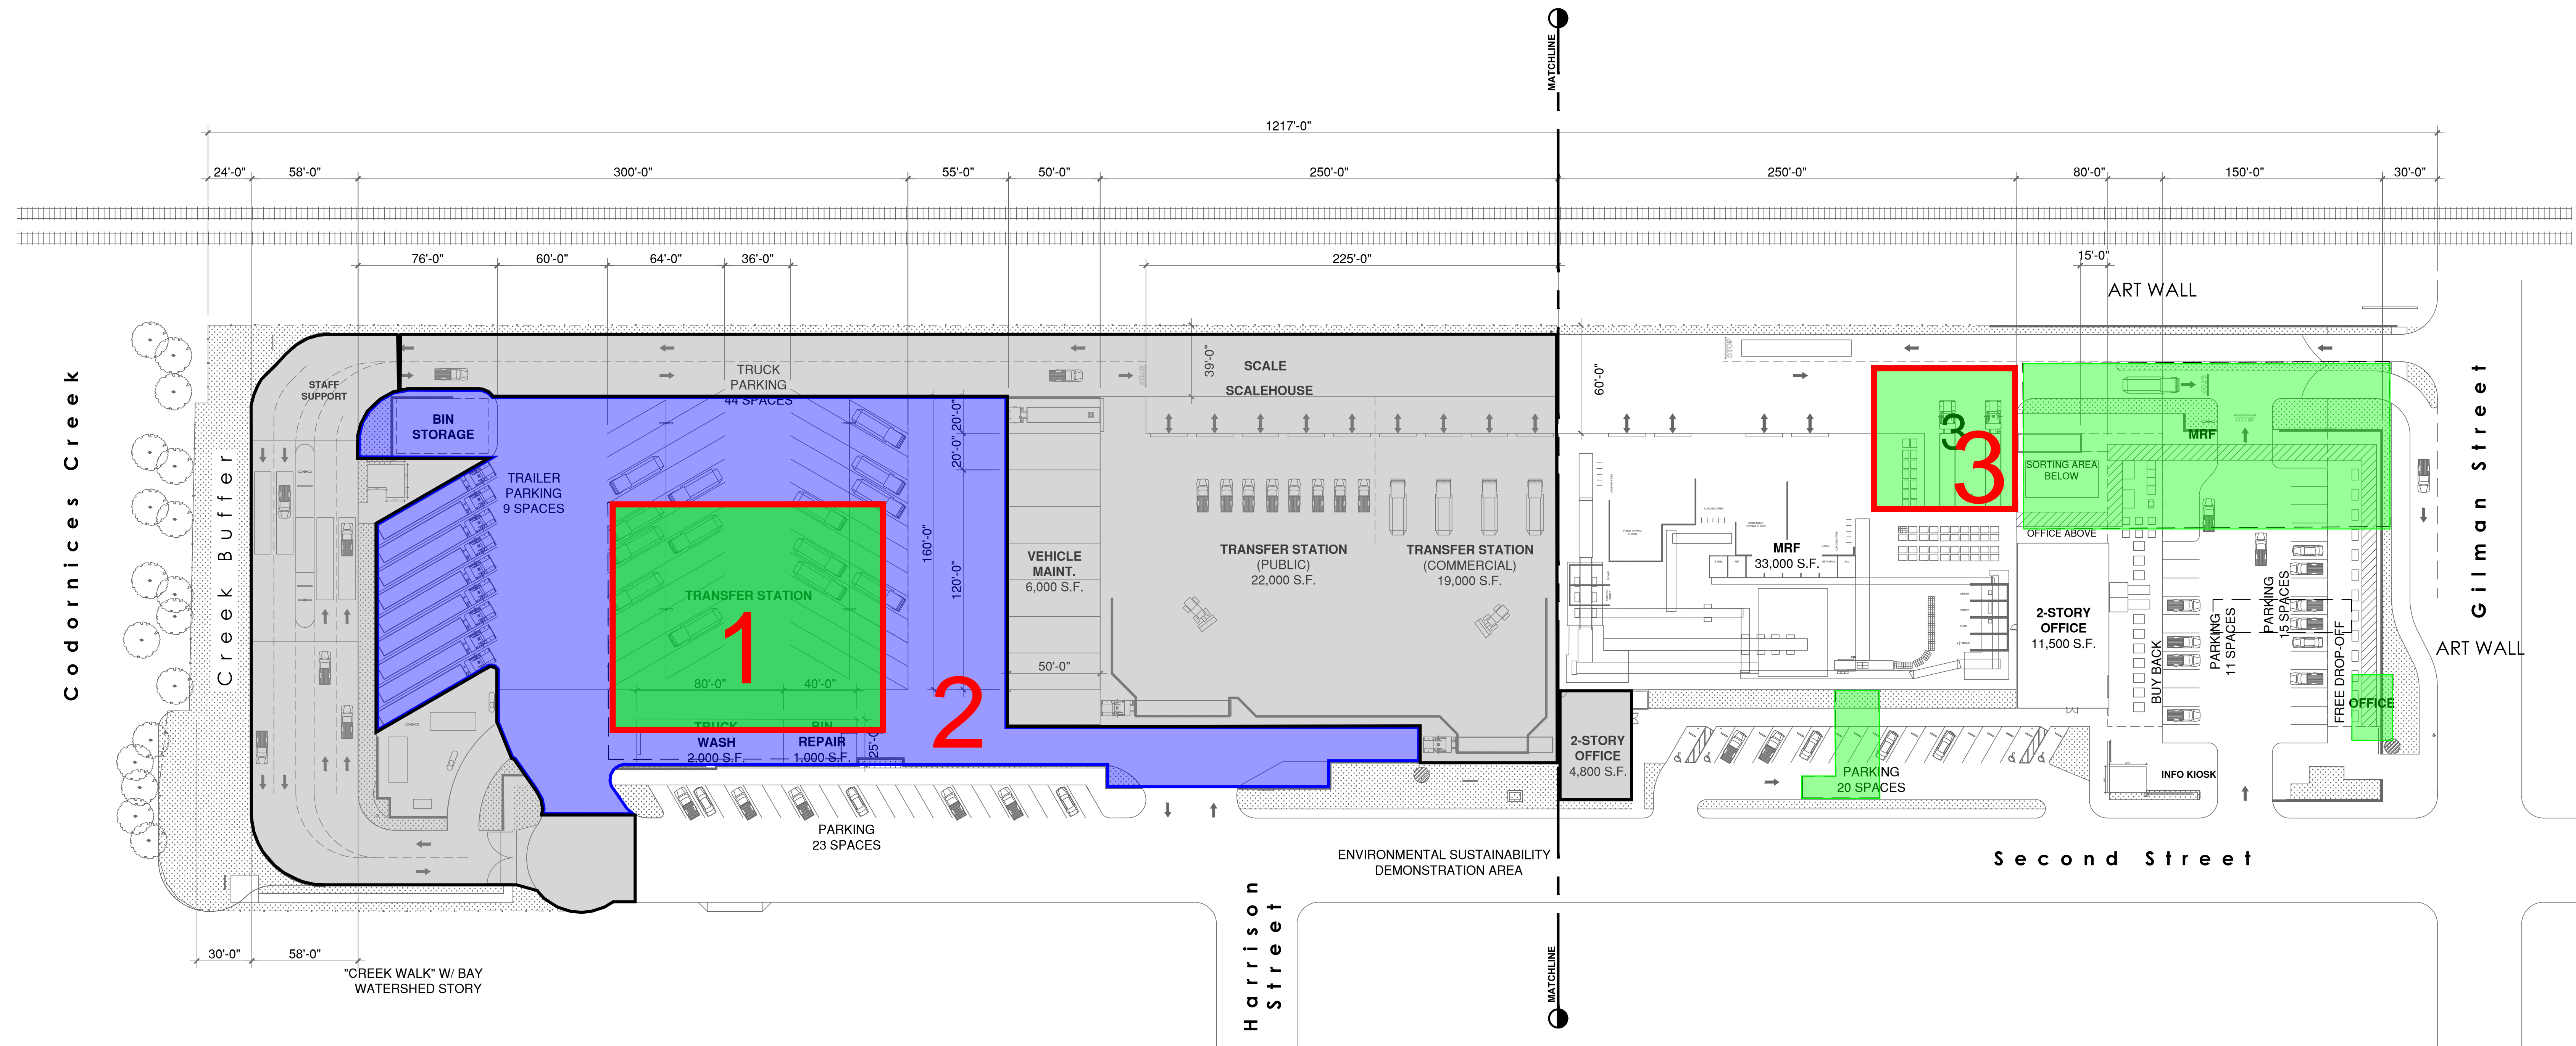 MATCHLINE
1217'-0"
24'-0"
58'-0"
300'-0"
55'-0"
50'-0"
250'-0"
250'-0"
80'-0"
150'-0"
30'-0"
76'-0"
60'-0"
64'-0"
36'-0"
225'-0"
15'-0"
ART WALL
Codornices Creek
Creek Buffer
STAFF
SUPPORT
BIN
STORAGE
TRUCK
PARKING
44 SPACES
TRAILER
PARKING
9 SPACES
39'-0"
SCALE
SCALEHOUSE
STOP
20'-0"
20'-0"
160'-0"
120'-0"
TRANSFER STATION
1
2
80'-0"
40'-0"
TRUCK
WASH
2,000 S.F.
BIN
REPAIR
1,000 S.F.
25'-0"
VEHICLE
MAINT.
6,000 S.F.
50'-0"
TRANSFER STATION
(PUBLIC)
22,000 S.F.
TRANSFER STATION
(COMMERCIAL)
19,000 S.F.
60'-0"
STOP
3
3
MRF
33,000 S.F.
MRF
SORTING AREA
BELOW
OFFICE ABOVE
2-STORY
OFFICE
11,500 S.F.
2-STORY
OFFICE
4,800 S.F.
BUY BACK
PARKING
11 SPACES
PARKING
15 SPACES
FREE DROP-OFF
OFFICE
ART WALL
Gilman Street
INFO KIOSK
PARKING
20 SPACES
PARKING
23 SPACES
ENVIRONMENTAL SUSTAINABILITY
DEMONSTRATION AREA
Second Street
Harrison
Street
30'-0"
58'-0"
"CREEK WALK" W/ BAY
WATERSHED STORY
MATCHLINE